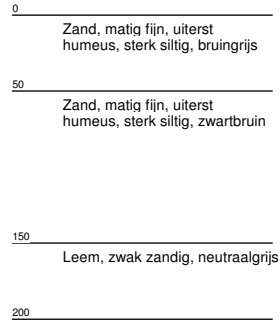 0
Zand, matig fijn, uiterst
humeus, sterk siltig, bruingrijs
50
Zand, matig fijn, uiterst
humeus, sterk siltig, zwartbruin
150
Leem, zwak zandig, neutraalgrijs
200